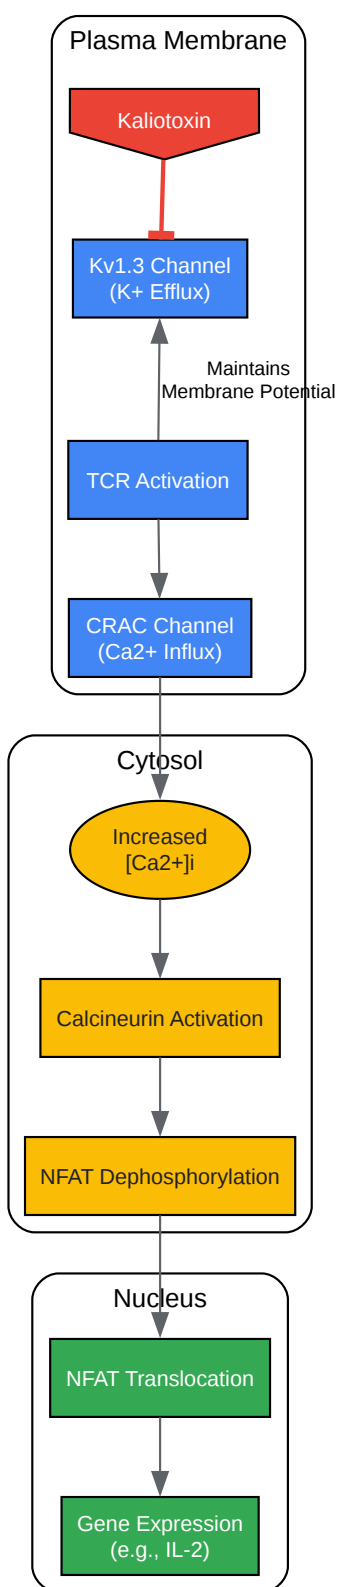 Plasma Membrane
Kaliotoxin
Kv1.3 Channel
(K+ Efflux)
Maintains
Membrane Potential
TCR Activation
CRAC Channel
(Ca2+ Influx)
Cytosol
Increased
[Ca2+]i
Calcineurin Activation
NFAT Dephosphorylation
Nucleus
NFAT Translocation
Gene Expression
(e.g., IL-2)